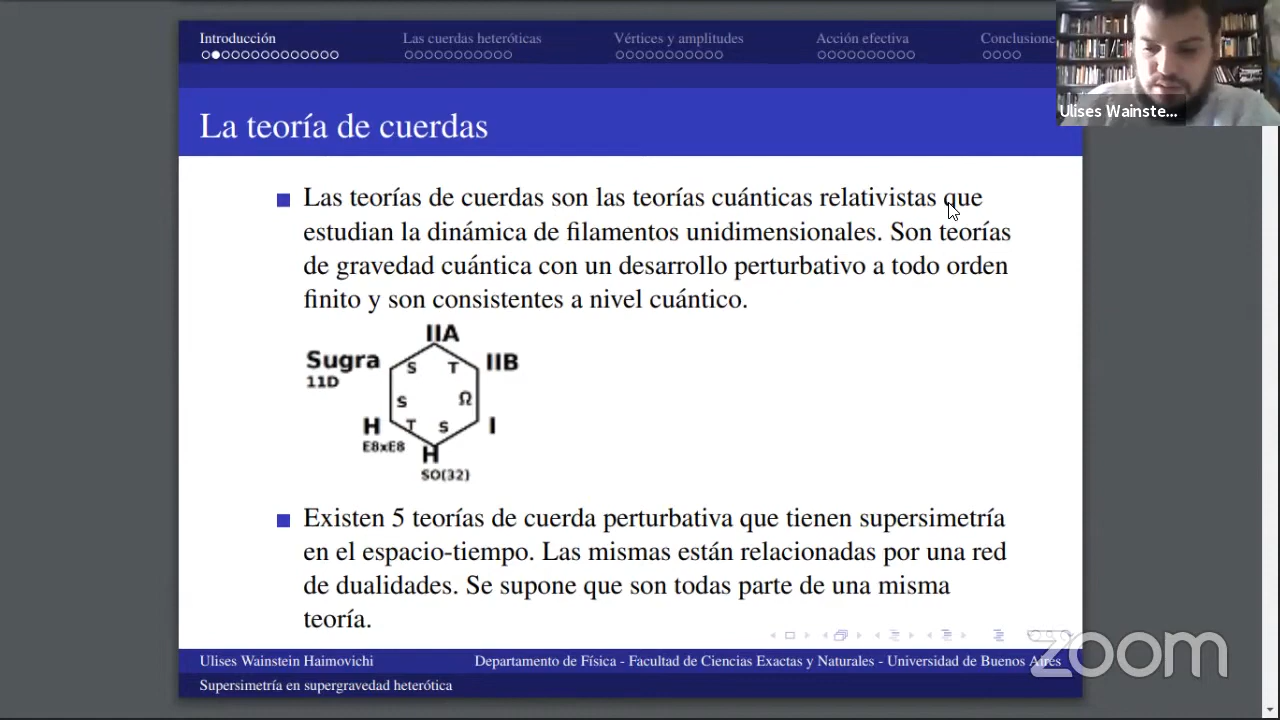 Introducción
Las cuerdas heteróticas
Vértices y amplitudes
Acción efectiva
Conclusione
Ulises Wainste...
La teoría de cuerdas
Las teorías de cuerdas son las teorías cuánticas relativistas que
estudian la dinámica de filamentos unidimensionales. Son teorías
de gravedad cuántica con un desarrollo perturbativo a todo orden
finito y son consistentes a nivel cuántico.
IIA
Sugra
11D
S
T
IIB
S
Ω
H
E8xE8
T
S
I
H
SO(32)
Existen 5 teorías de cuerda perturbativa que tienen supersimetría
en el espacio-tiempo. Las mismas están relacionadas por una red
de dualidades. Se supone que son todas parte de una misma
teoría.
zoom
Ulises Wainstein Haimovichi
Departamento de Física - Facultad de Ciencias Exactas y Naturales - Universidad de Buenos Aires
Supersimetría en supergravedad heterótica